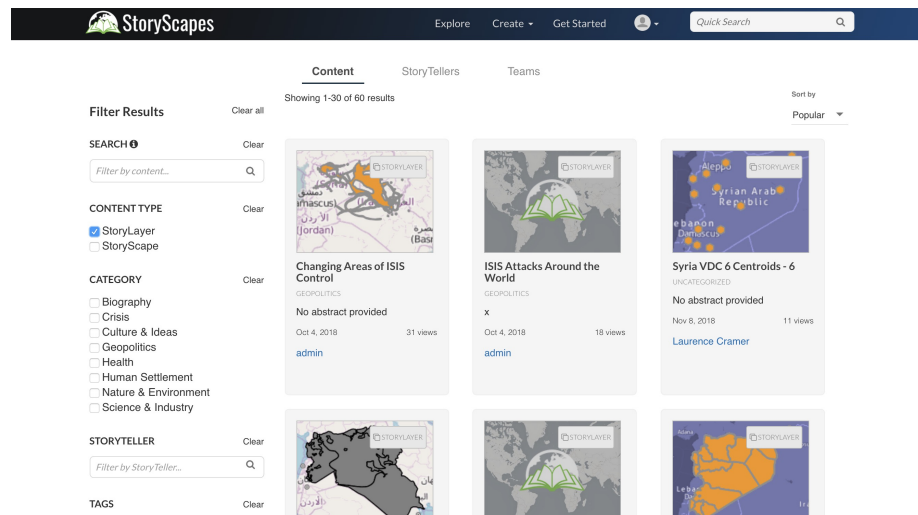 StoryScapes
Explore Create Get Started Quick Search
Content StoryTellers Teams
Showing 1-30 of 60 results
Sort by
Popular
Filter Results Clear all
SEARCH Clear
Filter by content...
CONTENT TYPE Clear
StoryLayer
StoryScape
CATEGORY Clear
Biography
Crisis
Culture & Ideas
Geopolitics
Health
Human Settlement
Nature & Environment
Science & Industry
STORYTELLER Clear
Filter by StoryTeller...
TAGS Clear
STORYLAYER
دمشق
الأردن
(Jordan)
Changing Areas of ISIS
Control
GEOPOLITICS
No abstract provided
Oct 4, 2018 31 views
admin
STORYLAYER
ISIS Attacks Around the
World
GEOPOLITICS
x
Oct 4, 2018 18 views
admin
STORYLAYER
Aleppo
Syrian Arab
Republic
Damascus
Syria VDC 6 Centroids - 6
UNCATEGORIZED
No abstract provided
Nov 8, 2018 11 views
Laurence Cramer
STORYLAYER
STORYLAYER
STORYLAYER